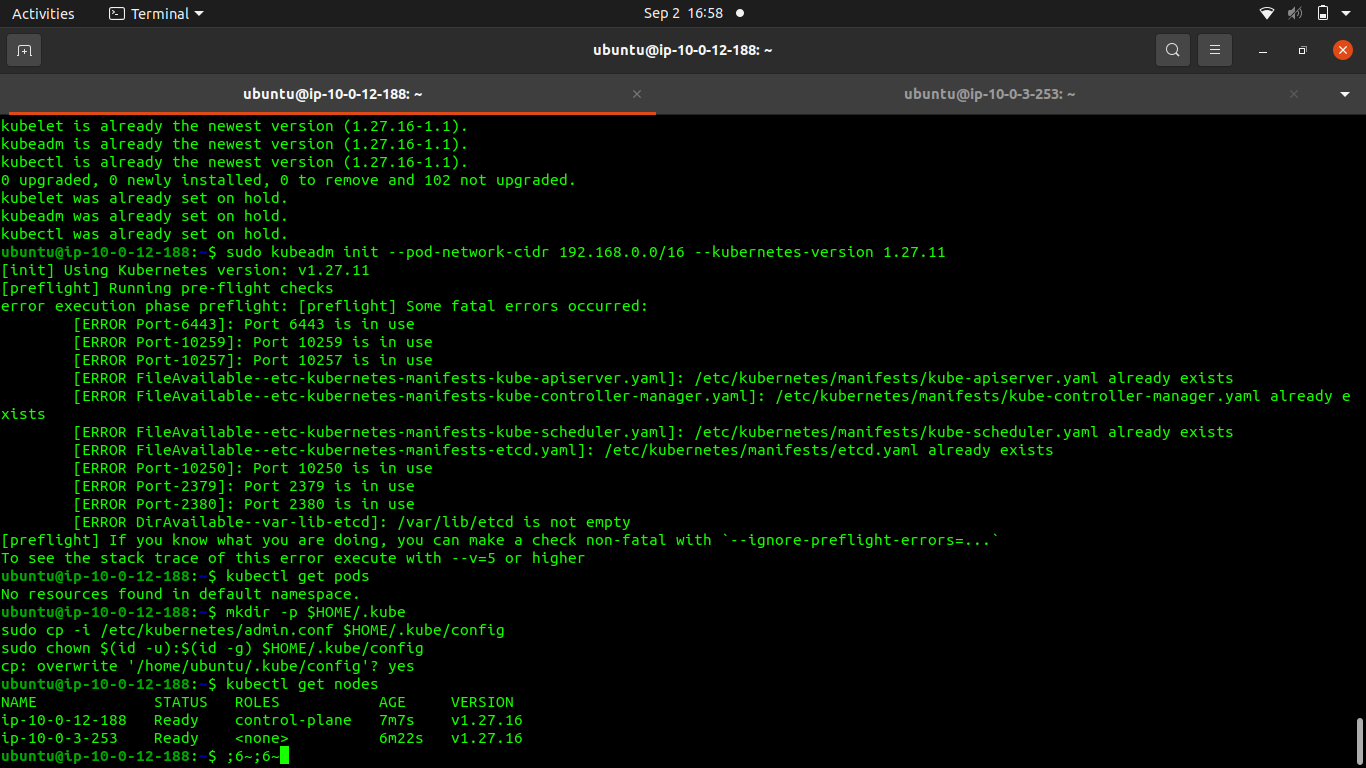 Activities
Terminal
Sep 2 16:58
ubuntu@ip-10-0-12-188: ~
ubuntu@ip-10-0-12-188: ~
ubuntu@ip-10-0-3-253: ~
kubelet is already the newest version (1.27.16-1.1).
kubeadm is already the newest version (1.27.16-1.1).
kubectl is already the newest version (1.27.16-1.1).
0 upgraded, 0 newly installed, 0 to remove and 102 not upgraded.
kubelet was already set on hold.
kubeadm was already set on hold.
kubectl was already set on hold.
ubuntu@ip-10-0-12-188:~$ sudo kubeadm init --pod-network-cidr 192.168.0.0/16 --kubernetes-version 1.27.11
[init] Using Kubernetes version: v1.27.11
[preflight] Running pre-flight checks
error execution phase preflight: [preflight] Some fatal errors occurred:
        [ERROR Port-6443]: Port 6443 is in use
        [ERROR Port-10259]: Port 10259 is in use
        [ERROR Port-10257]: Port 10257 is in use
        [ERROR FileAvailable--etc-kubernetes-manifests-kube-apiserver.yaml]: /etc/kubernetes/manifests/kube-apiserver.yaml already exists
        [ERROR FileAvailable--etc-kubernetes-manifests-kube-controller-manager.yaml]: /etc/kubernetes/manifests/kube-controller-manager.yaml already e
xists
        [ERROR FileAvailable--etc-kubernetes-manifests-kube-scheduler.yaml]: /etc/kubernetes/manifests/kube-scheduler.yaml already exists
        [ERROR FileAvailable--etc-kubernetes-manifests-etcd.yaml]: /etc/kubernetes/manifests/etcd.yaml already exists
        [ERROR Port-10250]: Port 10250 is in use
        [ERROR Port-2379]: Port 2379 is in use
        [ERROR Port-2380]: Port 2380 is in use
        [ERROR DirAvailable--var-lib-etcd]: /var/lib/etcd is not empty
[preflight] If you know what you are doing, you can make a check non-fatal with `--ignore-preflight-errors=...`
To see the stack trace of this error execute with --v=5 or higher
ubuntu@ip-10-0-12-188:~$ kubectl get pods
No resources found in default namespace.
ubuntu@ip-10-0-12-188:~$ mkdir -p $HOME/.kube
sudo cp -i /etc/kubernetes/admin.conf $HOME/.kube/config
sudo chown $(id -u):$(id -g) $HOME/.kube/config
cp: overwrite '/home/ubuntu/.kube/config'? yes
ubuntu@ip-10-0-12-188:~$ kubectl get nodes
NAME             STATUS   ROLES           AGE     VERSION
ip-10-0-12-188   Ready    control-plane   7m7s    v1.27.16
ip-10-0-3-253    Ready    <none>          6m22s   v1.27.16
ubuntu@ip-10-0-12-188:~$ ;6~;6~